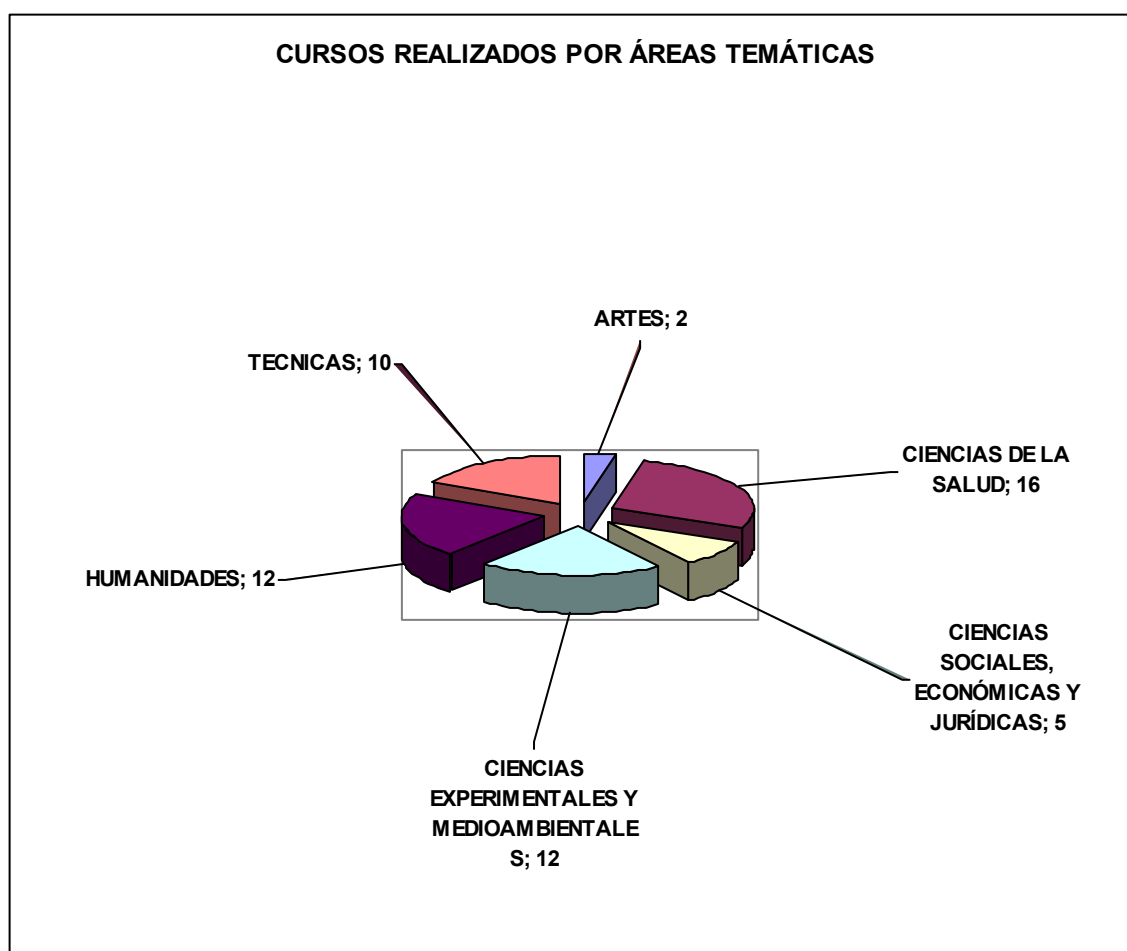 CURSOS REALIZADOS POR ÁREAS TEMÁTICAS
ARTES; 2
TECNICAS; 10
CIENCIAS DE LA
SALUD; 16
HUMANIDADES; 12
CIENCIAS
SOCIALES,
ECONÓMICAS Y
JURÍDICAS; 5
CIENCIAS
EXPERIMENTALES Y
MEDIOAMBIENTALE
S; 12